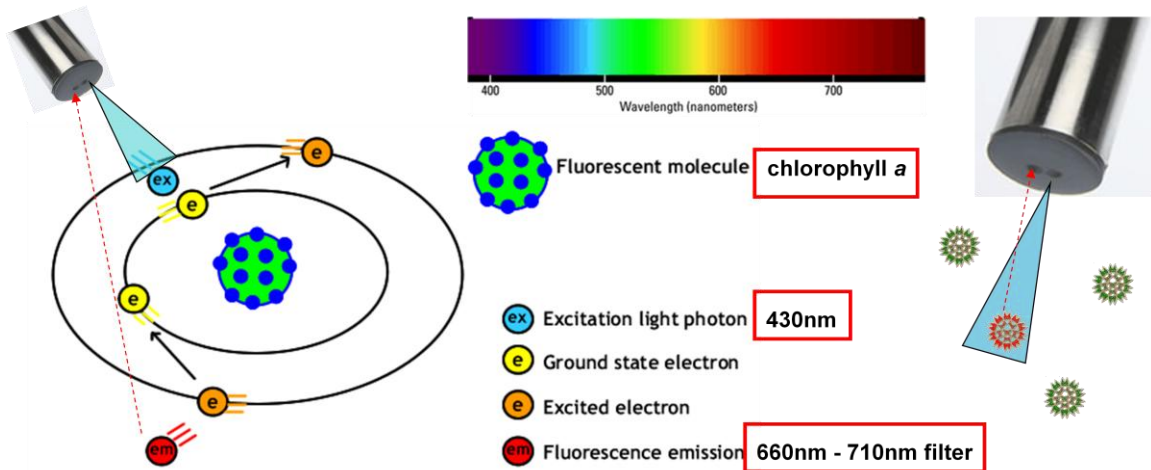 400 500 600 700
Wavelength (nanometers)
Fluorescent molecule chlorophyll a
e
ex
e
e
e
em
ex Excitation light photon 430nm
e Ground state electron
e Excited electron
em Fluorescence emission 660nm - 710nm filter